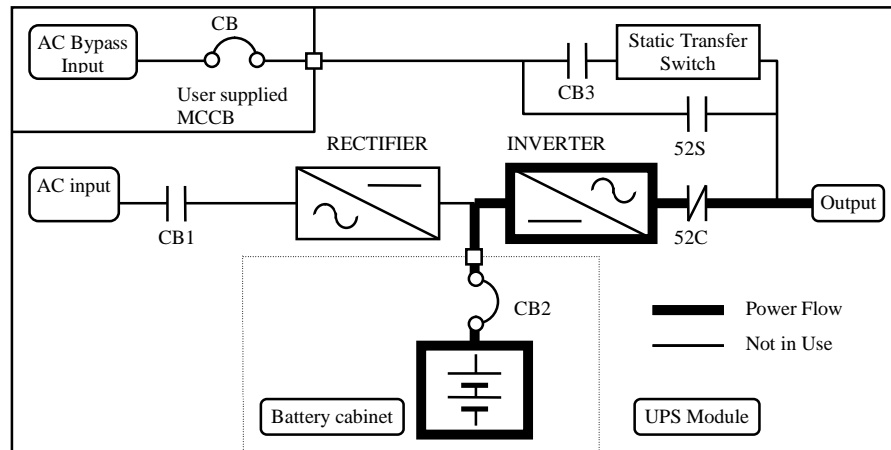 CB
AC Bypass
Input
Static Transfer
Switch
CB3
User supplied
MCCB
52S
RECTIFIER
INVERTER
AC input
Output
CB1
52C
CB2
Power Flow
Not in Use
Battery cabinet
UPS Module